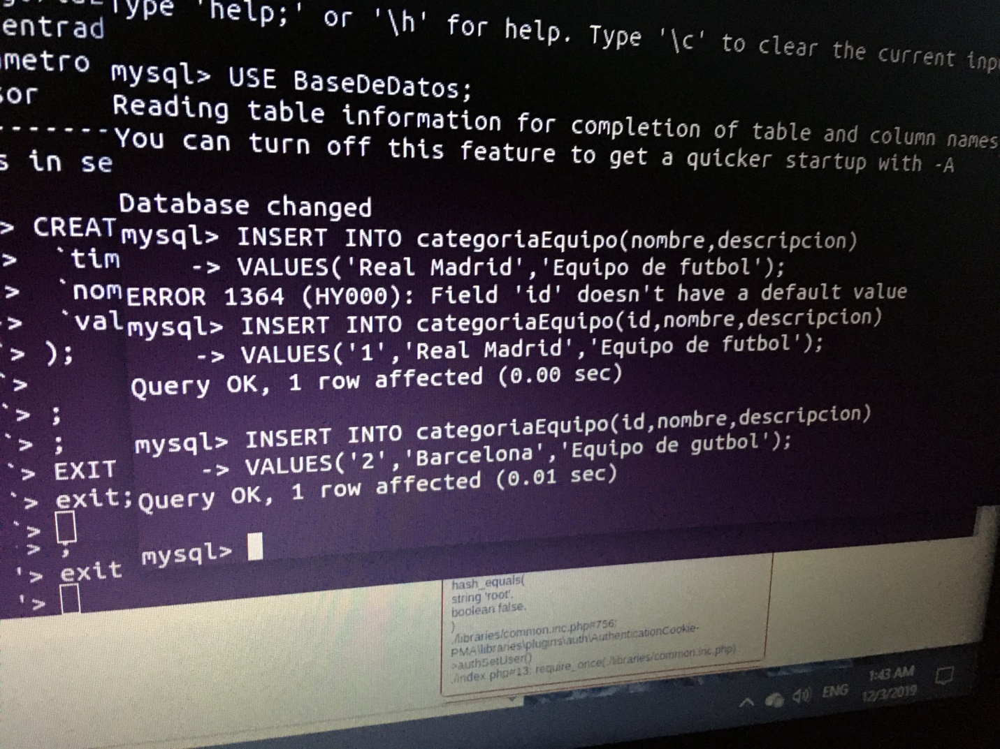 Type 'help;' or '\h' for help. Type '\c' to clear the current
entrad
metro
mysql> USE BaseDeDatos;
Reading table information for completion of table and column names
You can turn off this feature to get a quicker startup with -A
-------
s in se
Database changed
> CREAT
mysql> INSERT INTO categoriaEquipo(nombre,descripcion)
> `tim
-> VALUES('Real Madrid','Equipo de futbol');
> `nom
ERROR 1364 (HY000): Field 'id' doesn't have a default value
> `val
mysql> INSERT INTO categoriaEquipo(id,nombre,descripcion)
> );
-> VALUES('1','Real Madrid','Equipo de futbol');
`>
Query OK, 1 row affected (0.00 sec)
`> ;
`> ;
mysql> INSERT INTO categoriaEquipo(id,nombre,descripcion)
`> EXIT
-> VALUES('2','Barcelona','Equipo de gutbol');
`> exit;
Query OK, 1 row affected (0.01 sec)
`>
> ;
mysql>
'> exit
'>
hash_equals(
string 'root',
boolean false,
)
./libraries/common.inc.php#756:
PMA\libraries\plugins\auth\AuthenticationCookie-
>authSetUser()
./index.php#13: require_once(./libraries/common.inc.php)
ENG
1:43 AM
12/3/2019